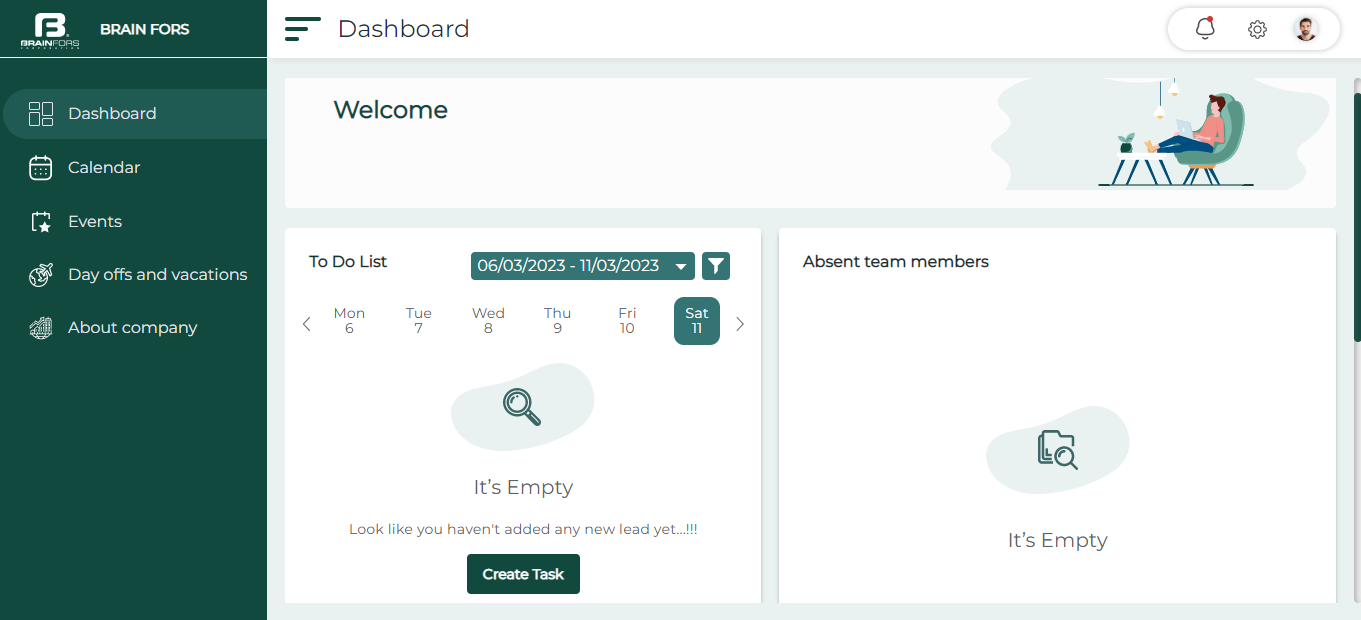 BRAINFORS
CORPORATION
BRAIN FORS
Dashboard
Dashboard
Calendar
Events
Day offs and vacations
About company
Welcome
To Do List
06/03/2023 - 11/03/2023
Mon Tue Wed Thu Fri Sat
6 7 8 9 10 11
It's Empty
Look like you haven't added any new lead yet...!!!
Create Task
Absent team members
It's Empty